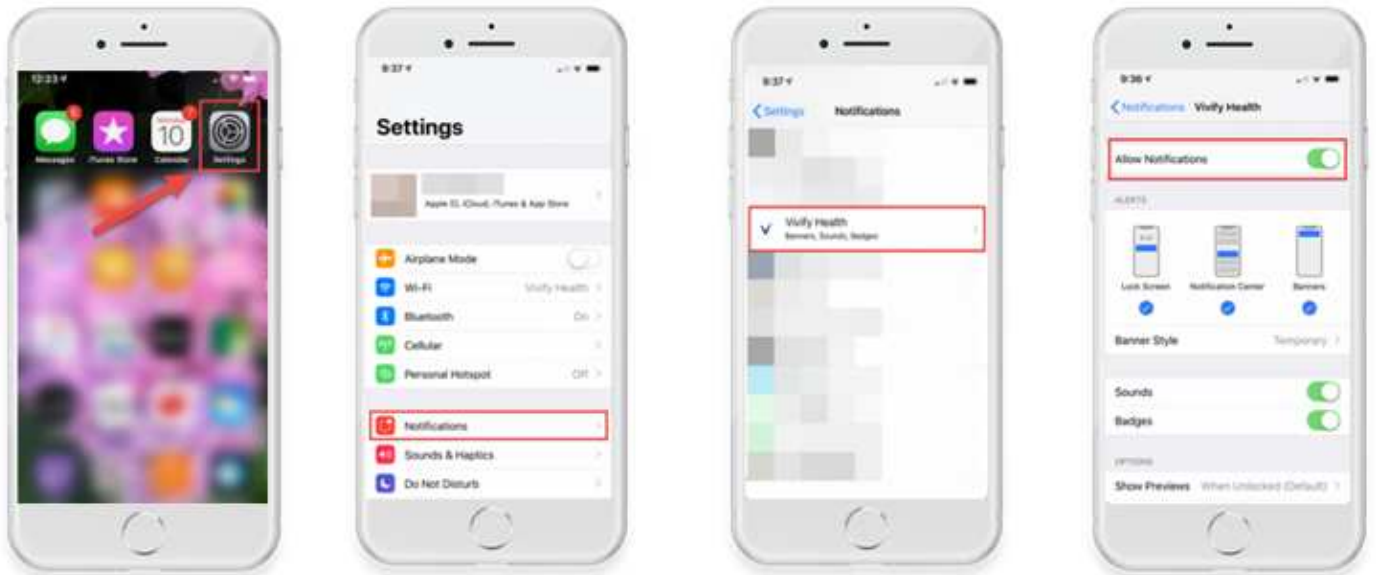 12:23
Messages
iTunes Store
10
Calendar
Settings
9:37
Settings
Apple ID, iCloud, iTunes & App Store
Airplane Mode
Wi-Fi Vivify Health
Bluetooth On
Cellular
Personal Hotspot Off
Notifications
Sounds & Haptics
Do Not Disturb
9:37
Settings Notifications
Vivify Health
Banners, Sounds, Badges
9:36
Notifications Vivify Health
Allow Notifications
ALERTS
Lock Screen Notification Center Banners
Banner Style Temporary
Sounds
Badges
OPTIONS
Show Previews When Unlocked (Default)